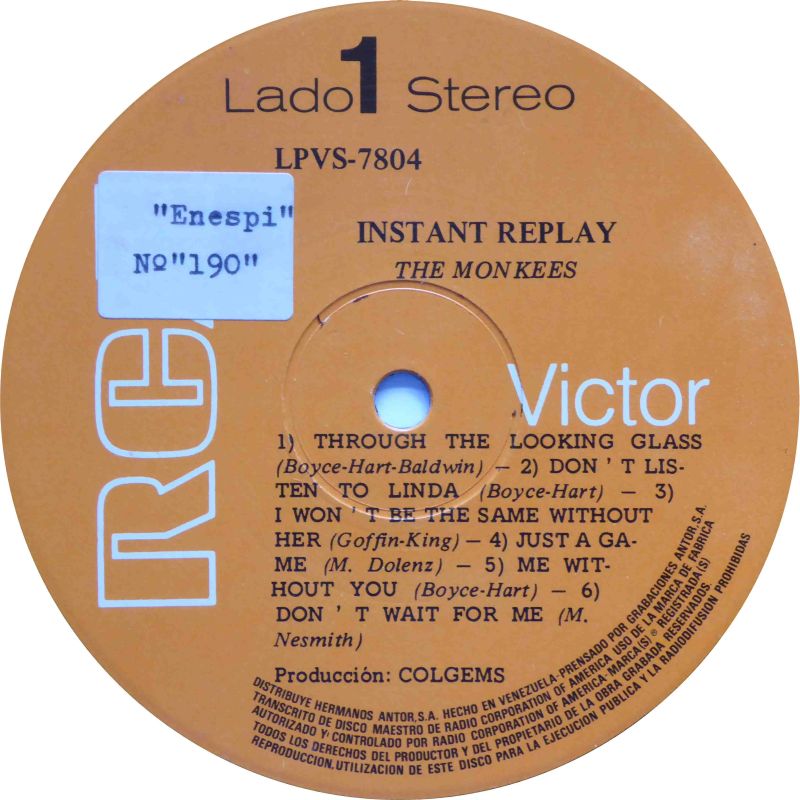 Lado 1 Stereo
LPVS-7804
"Enespi"
Nº"190"
INSTANT REPLAY
THE MONKEES
RC
Victor
1) THROUGH THE LOOKING GLASS
(Boyce-Hart-Baldwin) – 2) DON'T LIS-
TEN TO LINDA (Boyce-Hart) – 3)
I WON'T BE THE SAME WITHOUT
HER (Goffin-King) – 4) JUST A GA-
ME (M. Dolenz) – 5) ME WIT-
HOUT YOU (Boyce-Hart) – 6)
DON'T WAIT FOR ME (M.
Nesmith)
Producción: COLGEMS
DISTRIBUYE HERMANOS ANTOR,S.A. HECHO EN VENEZUELA-PRENSADO POR GRABACIONES ANTOR,S.A.
TRANSCRITO DE DISCO MAESTRO DE RADIO CORPORATION OF AMERICA USO DE LA MARCA DE FABRICA
AUTORIZADO Y CONTROLADO POR RADIO CORPORATION OF AMERICA-MARCA(S) ® REGISTRADA(S)
TODOS LOS DERECHOS DEL PRODUCTOR Y DEL PROPIETARIO DE LA OBRA GRABADA RESERVADOS.
REPRODUCCION,UTILIZACION DE ESTE DISCO PARA LA EJECUCION PUBLICA Y LA RADIODIFUSION PROHIBIDAS